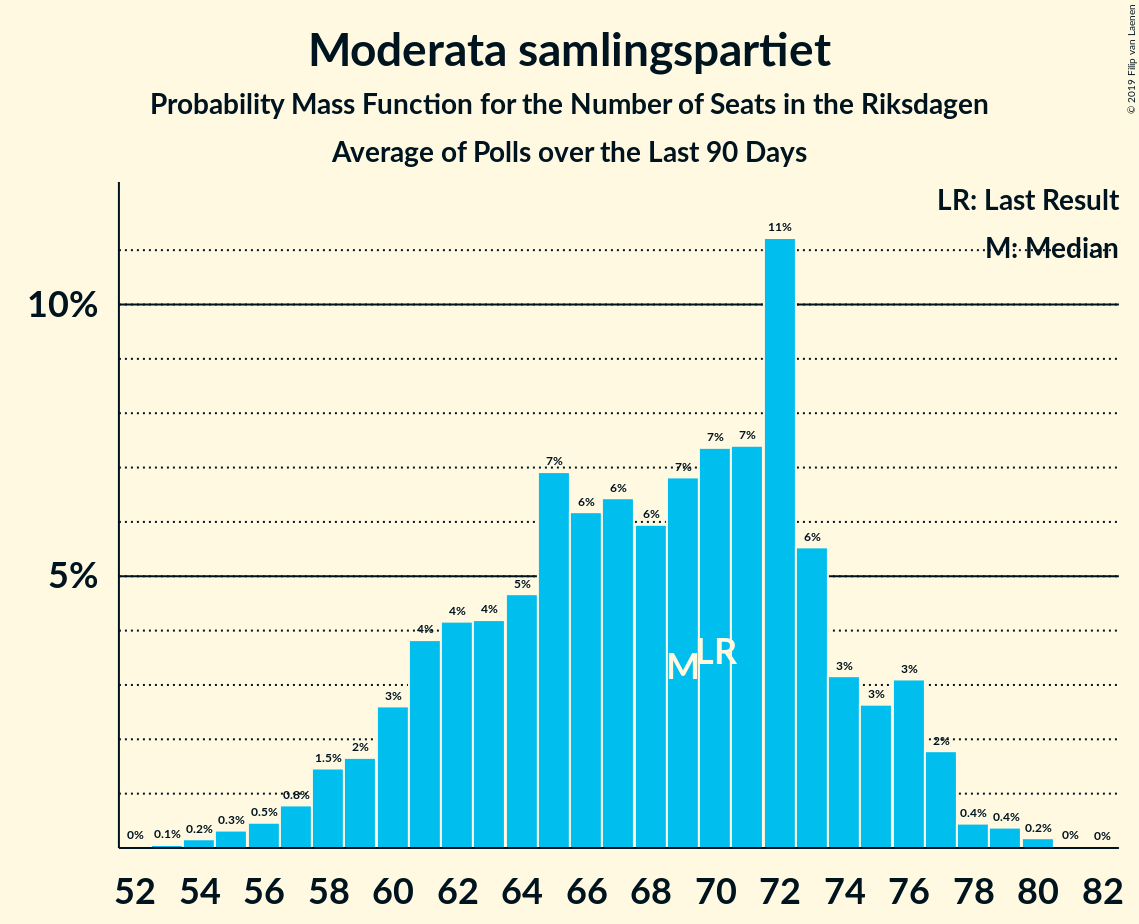 Moderata samlingspartiet
Probability Mass Function for the Number of Seats in the Riksdagen
Average of Polls over the Last 90 Days
© 2019 Filip van Laenen
LR: Last Result
M: Median
10%
5%
0% 0.1% 0.2% 0.3% 0.5% 0.8% 1.5% 2% 3% 4% 4% 4% 5% 7% 6% 6% 6% 7% 7% 7% 11% 6% 3% 3% 3% 2% 0.4% 0.4% 0.2% 0% 0%
M LR
52 54 56 58 60 62 64 66 68 70 72 74 76 78 80 82